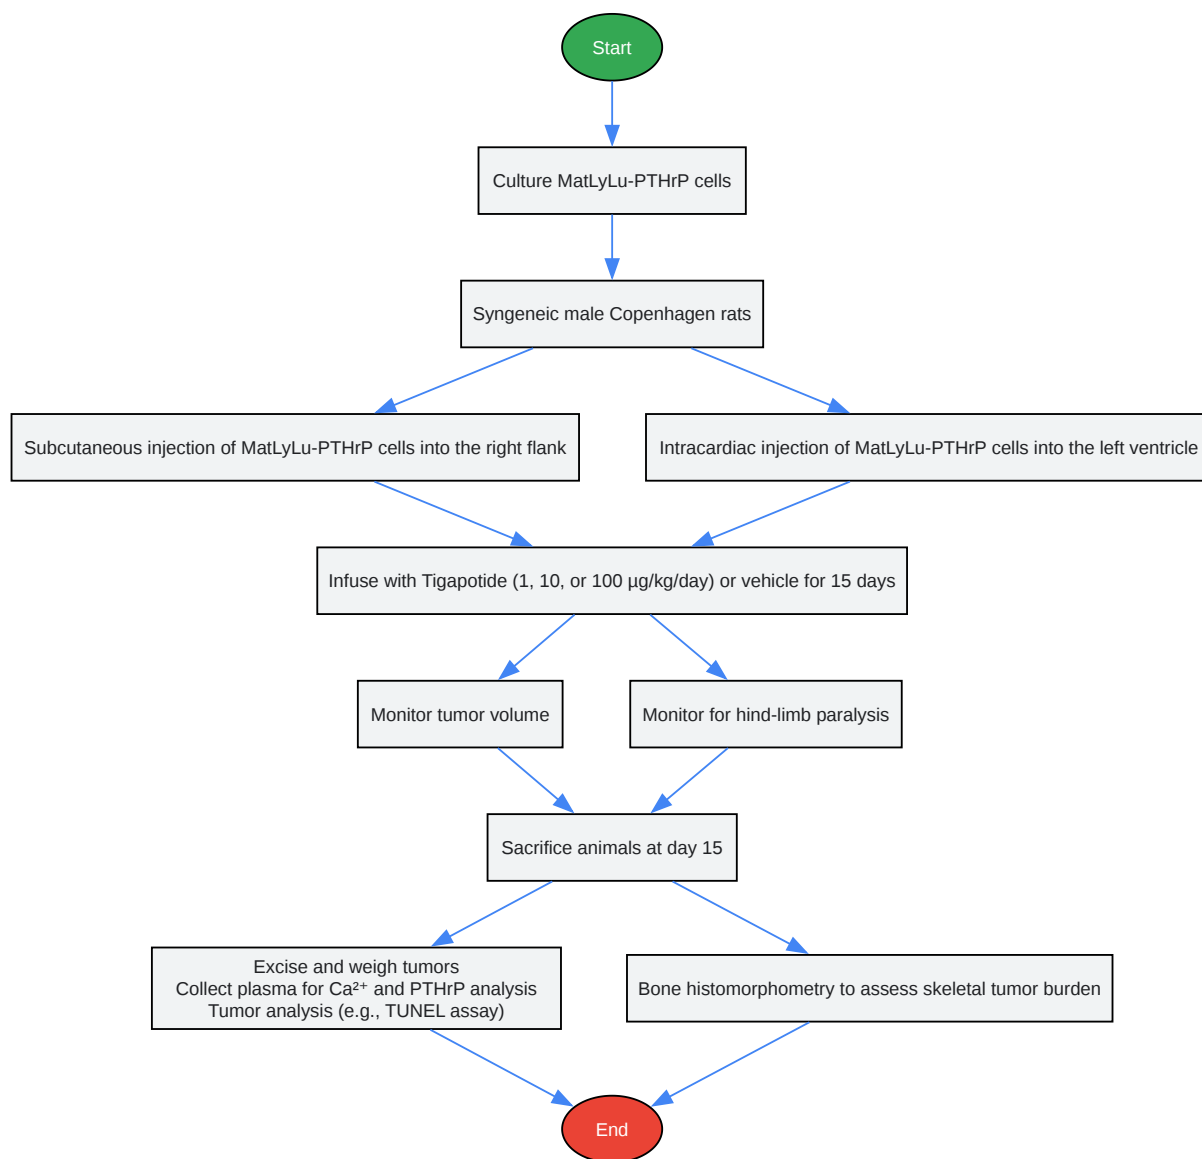 Start
Culture MatLyLu-PTHrP cells
Syngeneic male Copenhagen rats
Subcutaneous injection of MatLyLu-PTHrP cells into the right flank
Intracardiac injection of MatLyLu-PTHrP cells into the left ventricle
Infuse with Tigapotide (1, 10, or 100 µg/kg/day) or vehicle for 15 days
Monitor tumor volume
Monitor for hind-limb paralysis
Sacrifice animals at day 15
Excise and weigh tumors
Collect plasma for Ca²⁺ and PTHrP analysis
Tumor analysis (e.g., TUNEL assay)
Bone histomorphometry to assess skeletal tumor burden
End